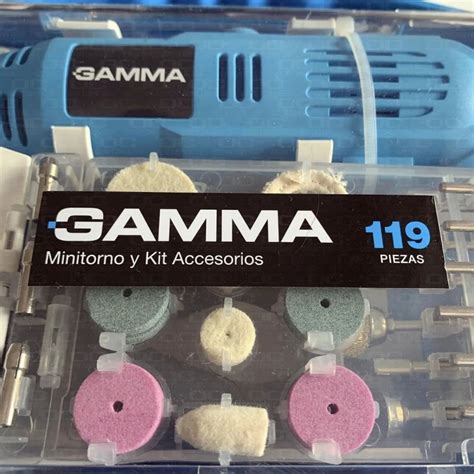 GAMMA
GAMMA
Minitorno y Kit Accesorios
119
PIEZAS